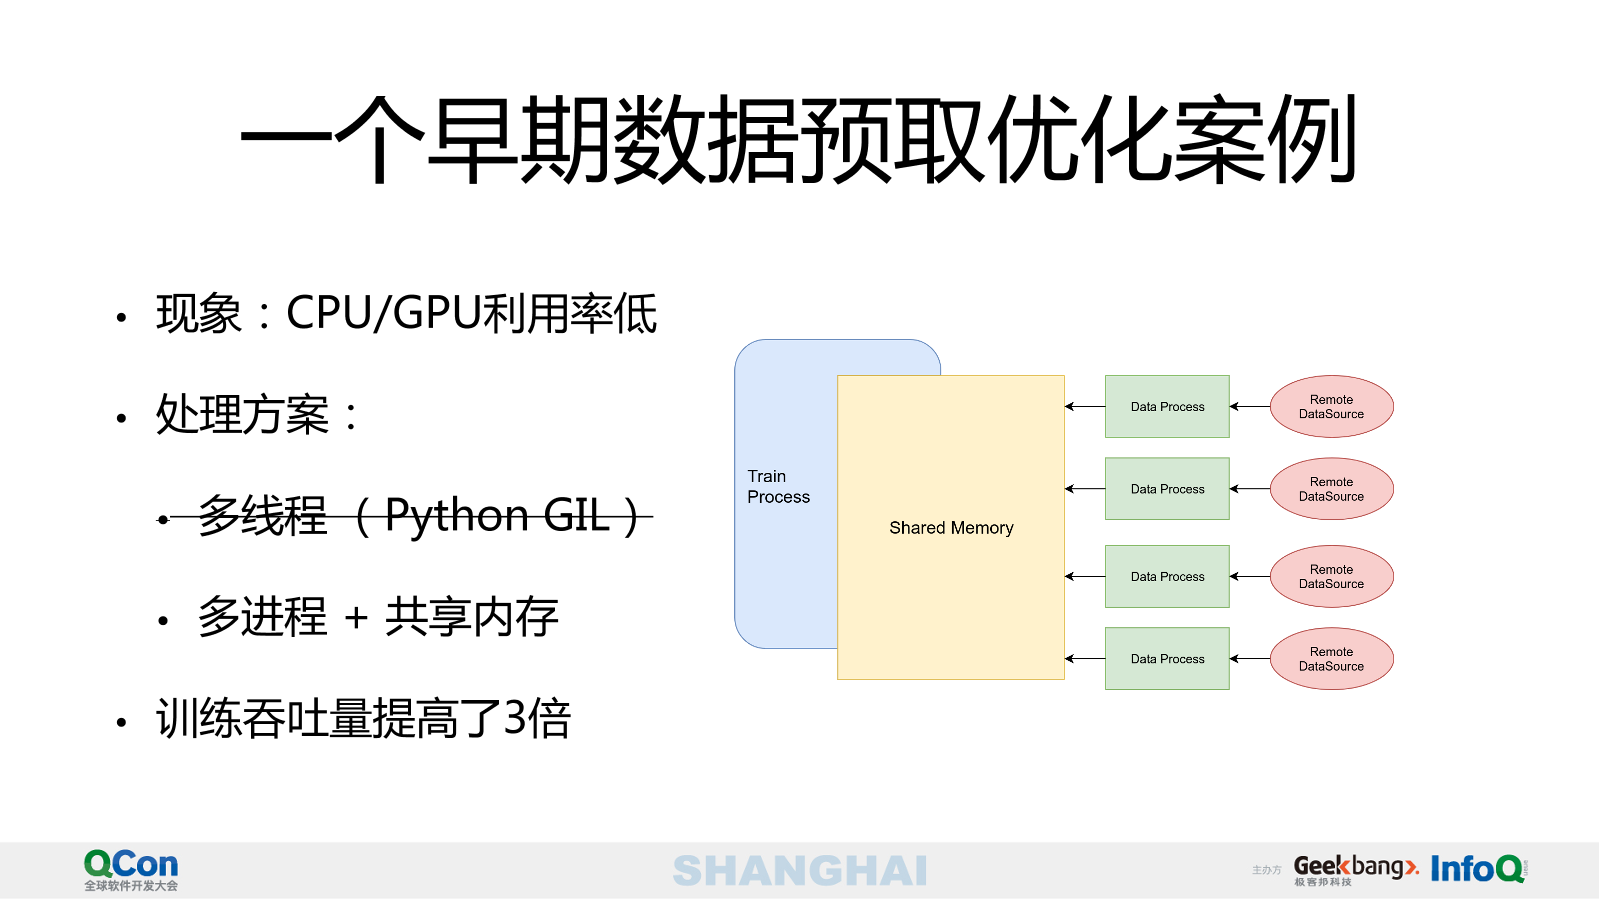 一个早期数据预取优化案例
• 现象：CPU/GPU利用率低
• 处理方案：
• 多线程 （Python GIL）
• 多进程 + 共享内存
• 训练吞吐量提高了3倍
Train
Process
Shared Memory
Data Process
Remote
DataSource
Data Process
Remote
DataSource
Data Process
Remote
DataSource
Data Process
Remote
DataSource
QCon
全球软件开发大会
SHANGHAI
主办方
Geekbang>.
极客邦科技
InfoQ